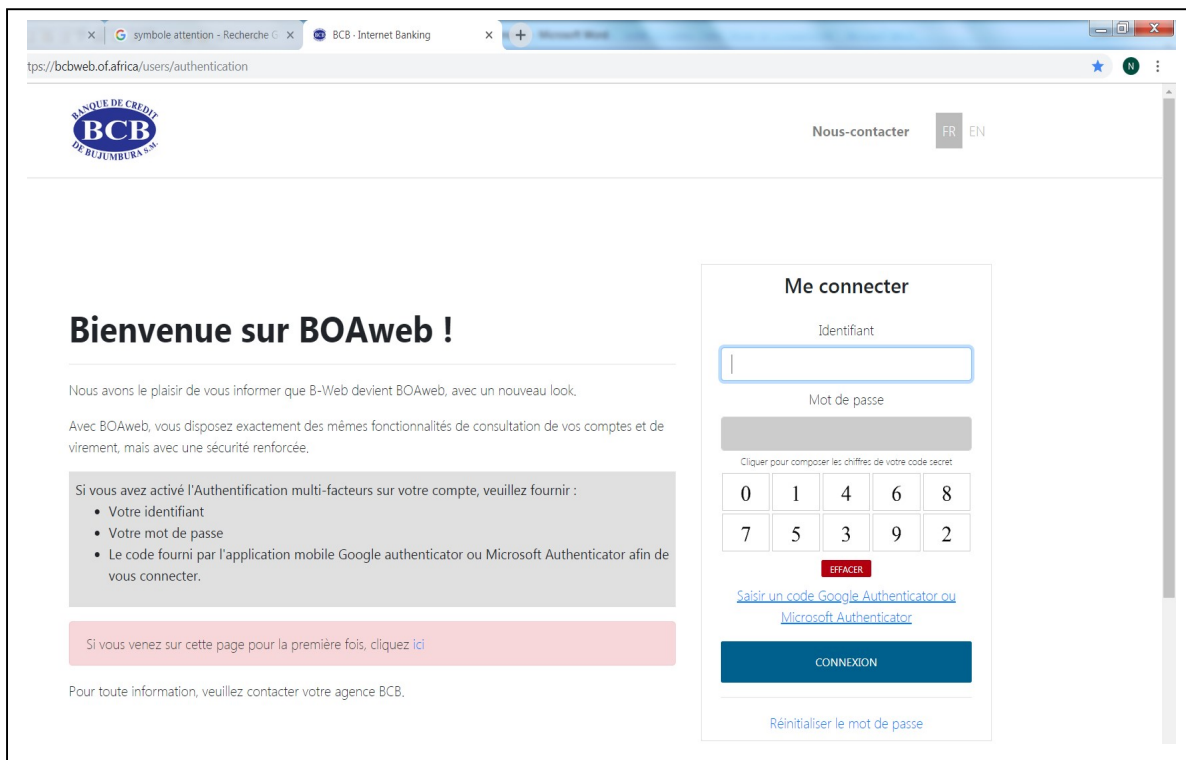 symbole attention - Recherche G
BCB - Internet Banking
tps://bcbweb.of.africa/users/authentication
N
BANQUE DE CREDIT
BCB
DE BUJUMBURA S.M.
Nous-contacter
FR EN
Me connecter
Bienvenue sur BOAweb !
Identifiant
Nous avons le plaisir de vous informer que B-Web devient BOAweb, avec un nouveau look.
Mot de passe
Avec BOAweb, vous disposez exactement des mêmes fonctionnalités de consultation de vos comptes et de
virement, mais avec une sécurité renforcée.
Cliquer pour composer les chiffres de votre code secret
Si vous avez activé l'Authentification multi-facteurs sur votre compte, veuillez fournir :
• Votre identifiant
• Votre mot de passe
• Le code fourni par l'application mobile Google authenticator ou Microsoft Authenticator afin de
vous connecter.
0 1 4 6 8
7 5 3 9 2
EFFACER
Saisir un code Google Authenticator ou
Microsoft Authenticator
Si vous venez sur cette page pour la première fois, cliquez ici
CONNEXION
Pour toute information, veuillez contacter votre agence BCB.
Réinitialiser le mot de passe